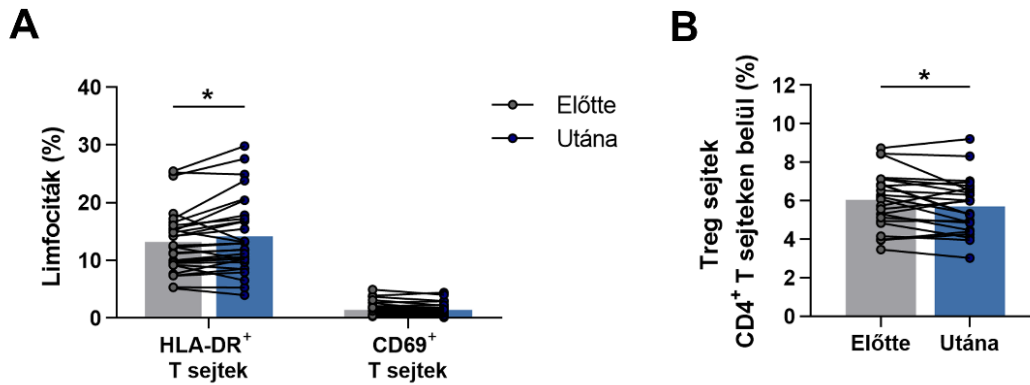 A
Limfociták (%)
40
30
20
10
0
*
HLA-DR⁺
T sejtek
CD69⁺
T sejtek
Előtte
Utána
B
Treg sejtek
CD4⁺ T sejteken belül (%)
12
10
8
6
4
2
0
*
Előtte
Utána